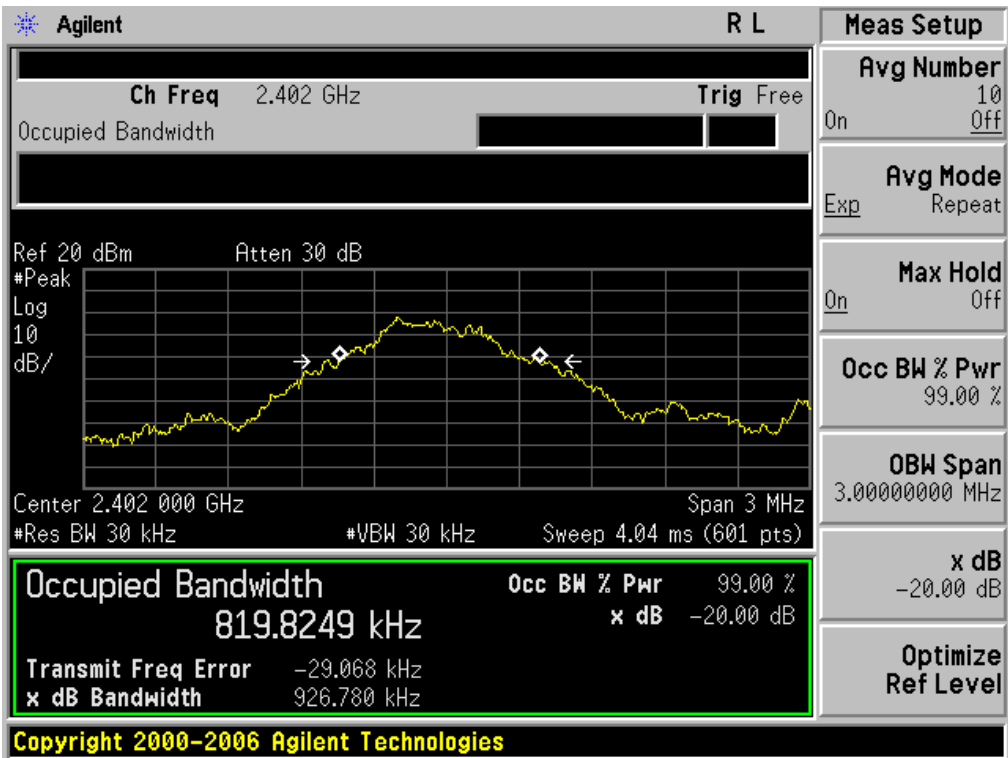 Agilent R L Meas Setup
Ch Freq 2.402 GHz Trig Free
Occupied Bandwidth
Avg Number
10
On Off
Avg Mode
Exp Repeat
Max Hold
On Off
Occ BW % Pwr
99.00 %
OBW Span
3.00000000 MHz
x dB
-20.00 dB
Optimize
Ref Level
Ref 20 dBm Atten 30 dB
#Peak
Log
10
dB/
Center 2.402 000 GHz Span 3 MHz
#Res BW 30 kHz #VBW 30 kHz Sweep 4.04 ms (601 pts)
Occupied Bandwidth Occ BW % Pwr 99.00 %
819.8249 kHz x dB -20.00 dB
Transmit Freq Error -29.068 kHz
x dB Bandwidth 926.780 kHz
Copyright 2000-2006 Agilent Technologies